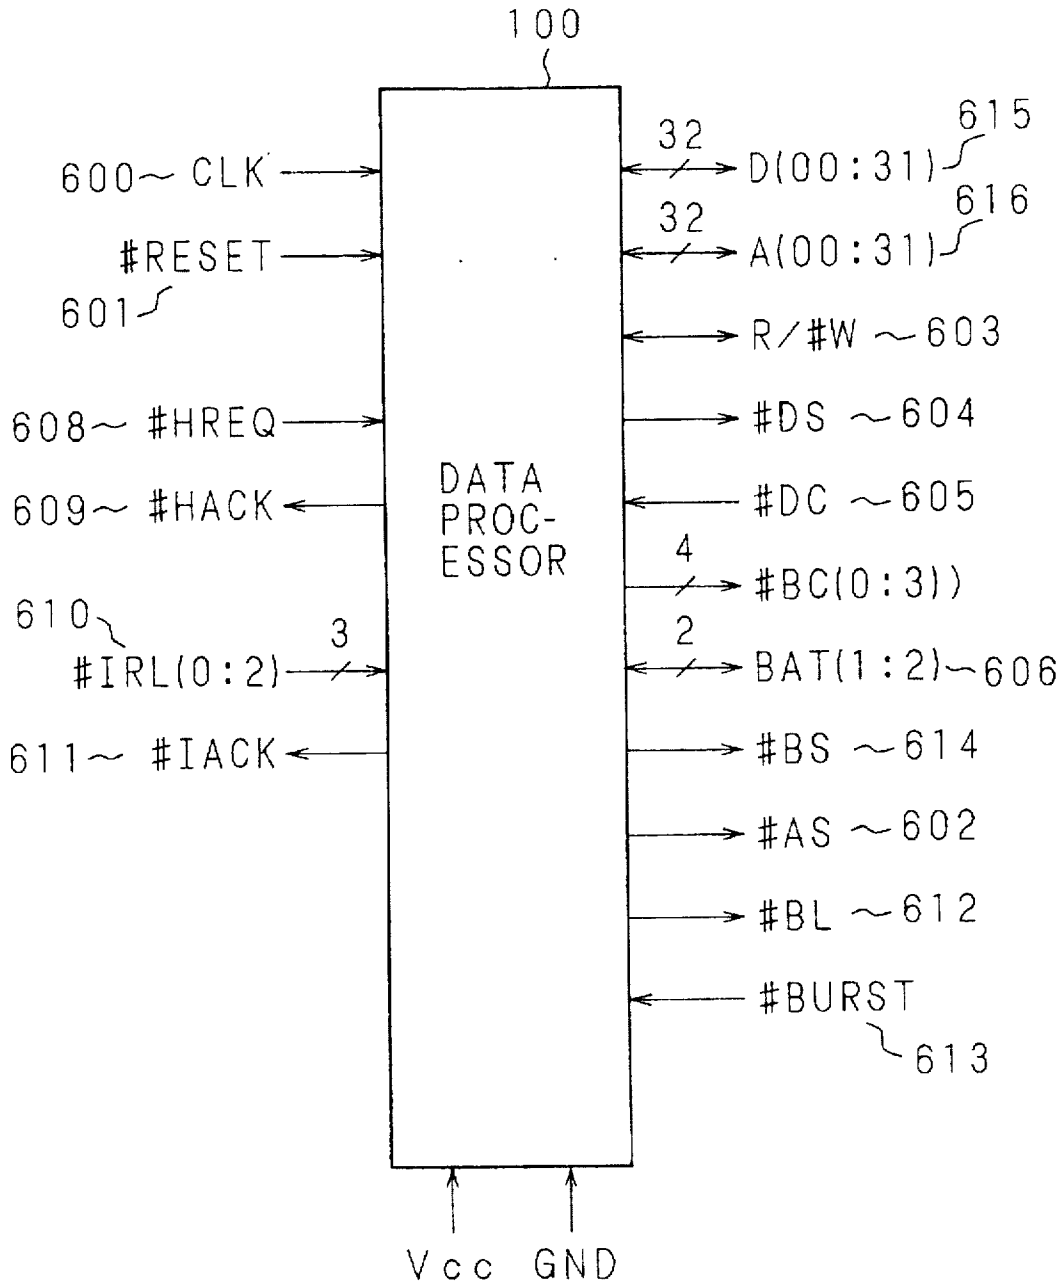 100
600~ CLK
#RESET
601
608~ #HREQ
609~ #HACK
610
3
#IRL(0:2)
611~ #IACK
DATA
PROC-
ESSOR
32
D(00:31)
615
32
A(00:31)
616
R/#W ~603
#DS ~604
#DC ~605
4
#BC(0:3))
2
BAT(1:2)~606
#BS ~614
#AS ~602
#BL ~612
#BURST
613
Vcc GND